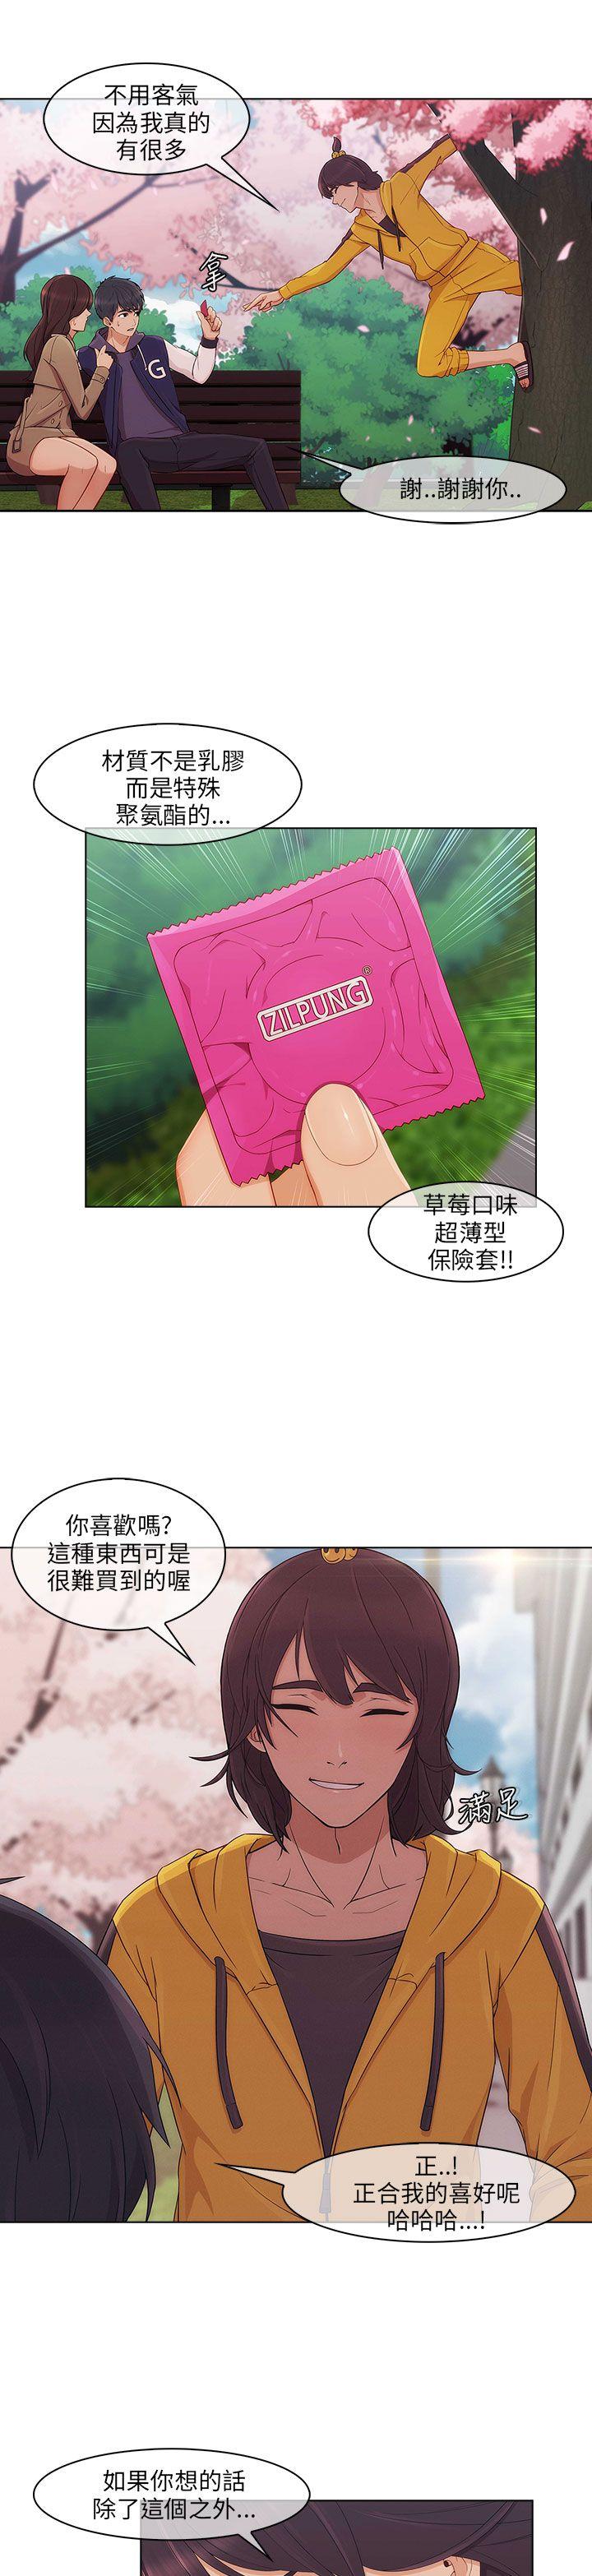 不用客氣
因為我真的
有很多
拿
謝..謝謝你..
G
材質不是乳膠
而是特殊
聚氨酯的...
ZILPUNG®
草莓口味
超薄型
保險套!!
你喜歡嗎?
這種東西可是
很難買到的喔
滿足
正..!
正合我的喜好呢
哈哈哈...!
如果你想的話
除了這個之外...